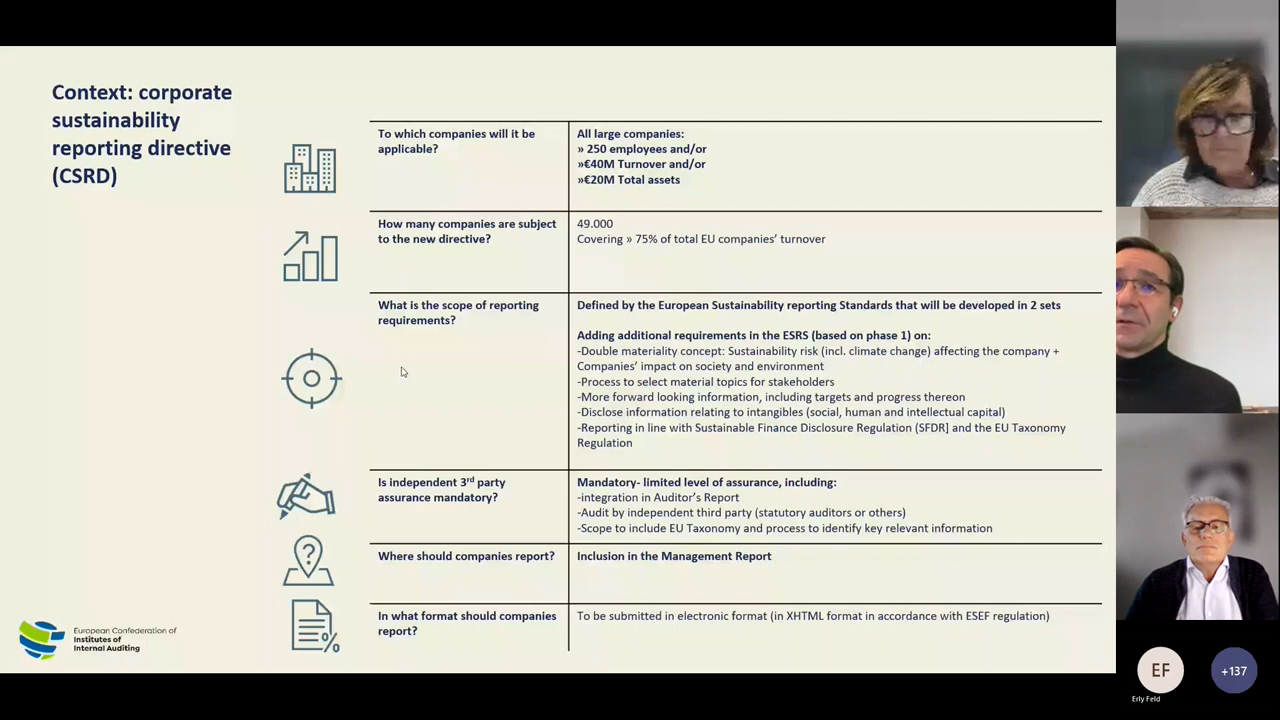 Context: corporate
sustainability
reporting directive
(CSRD)
To which companies will it be
applicable?
All large companies:
» 250 employees and/or
»€40M Turnover and/or
»€20M Total assets
How many companies are subject
to the new directive?
49.000
Covering » 75% of total EU companies’ turnover
What is the scope of reporting
requirements?
Defined by the European Sustainability reporting Standards that will be developed in 2 sets
Adding additional requirements in the ESRS (based on phase 1) on:
-Double materiality concept: Sustainability risk (incl. climate change) affecting the company +
Companies’ impact on society and environment
-Process to select material topics for stakeholders
-More forward looking information, including targets and progress thereon
-Disclose information relating to intangibles (social, human and intellectual capital)
-Reporting in line with Sustainable Finance Disclosure Regulation (SFDR] and the EU Taxonomy
Regulation
Is independent 3rd party
assurance mandatory?
Mandatory- limited level of assurance, including:
-integration in Auditor’s Report
-Audit by independent third party (statutory auditors or others)
-Scope to include EU Taxonomy and process to identify key relevant information
Where should companies report?
Inclusion in the Management Report
In what format should companies
report?
To be submitted in electronic format (in XHTML format in accordance with ESEF regulation)
?
%
European Confederation of
Institutes of
Internal Auditing
EF
Erly Feld
+137